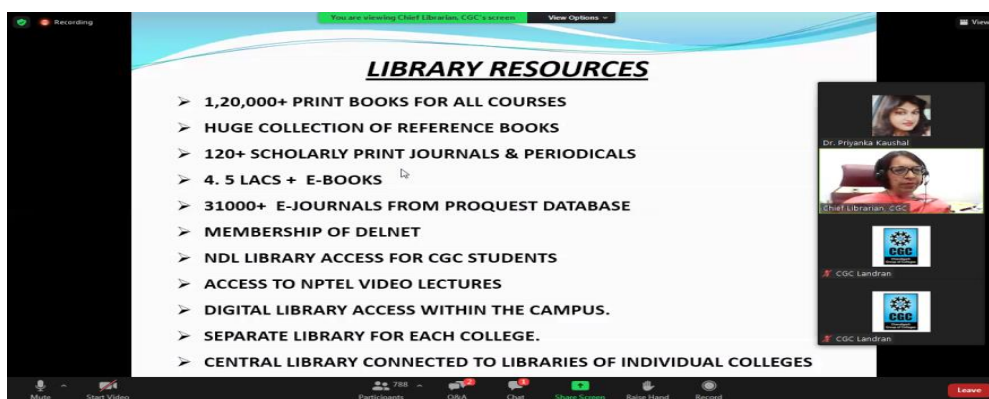 Recording
You are viewing Chief Librarian, CGC's screen
View Options
View
LIBRARY RESOURCES
➢ 1,20,000+ PRINT BOOKS FOR ALL COURSES
➢ HUGE COLLECTION OF REFERENCE BOOKS
➢ 120+ SCHOLARLY PRINT JOURNALS & PERIODICALS
➢ 4. 5 LACS + E-BOOKS
➢ 31000+ E-JOURNALS FROM PROQUEST DATABASE
➢ MEMBERSHIP OF DELNET
➢ NDL LIBRARY ACCESS FOR CGC STUDENTS
➢ ACCESS TO NPTEL VIDEO LECTURES
➢ DIGITAL LIBRARY ACCESS WITHIN THE CAMPUS.
➢ SEPARATE LIBRARY FOR EACH COLLEGE.
➢ CENTRAL LIBRARY CONNECTED TO LIBRARIES OF INDIVIDUAL COLLEGES
Dr. Priyanka Kaushal
Chief Librarian, CGC
CGC
CGC Landran
CGC
CGC Landran
788
2
1
Mute
Start Video
Participants
Q&A
Chat
Share Screen
Raise Hand
Record
Leave